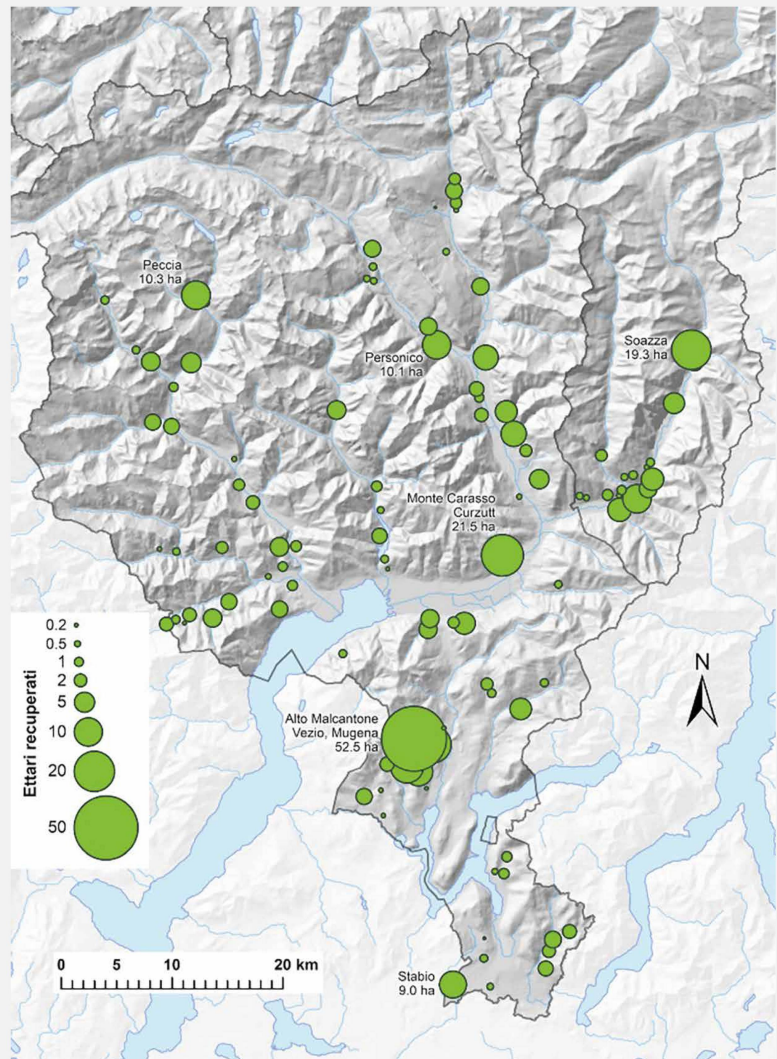 Peccia
10.3 ha
Soazza
19.3 ha
Personico
10.1 ha
Monte Carasso
Curzutt
21.5 ha
Ettari recuperati
0.2
0.5
1
2
5
10
20
50
N
Alto Malcantone
Vezio, Mugena
52.5 ha
0 10 20 km
Stabio
9.0 ha